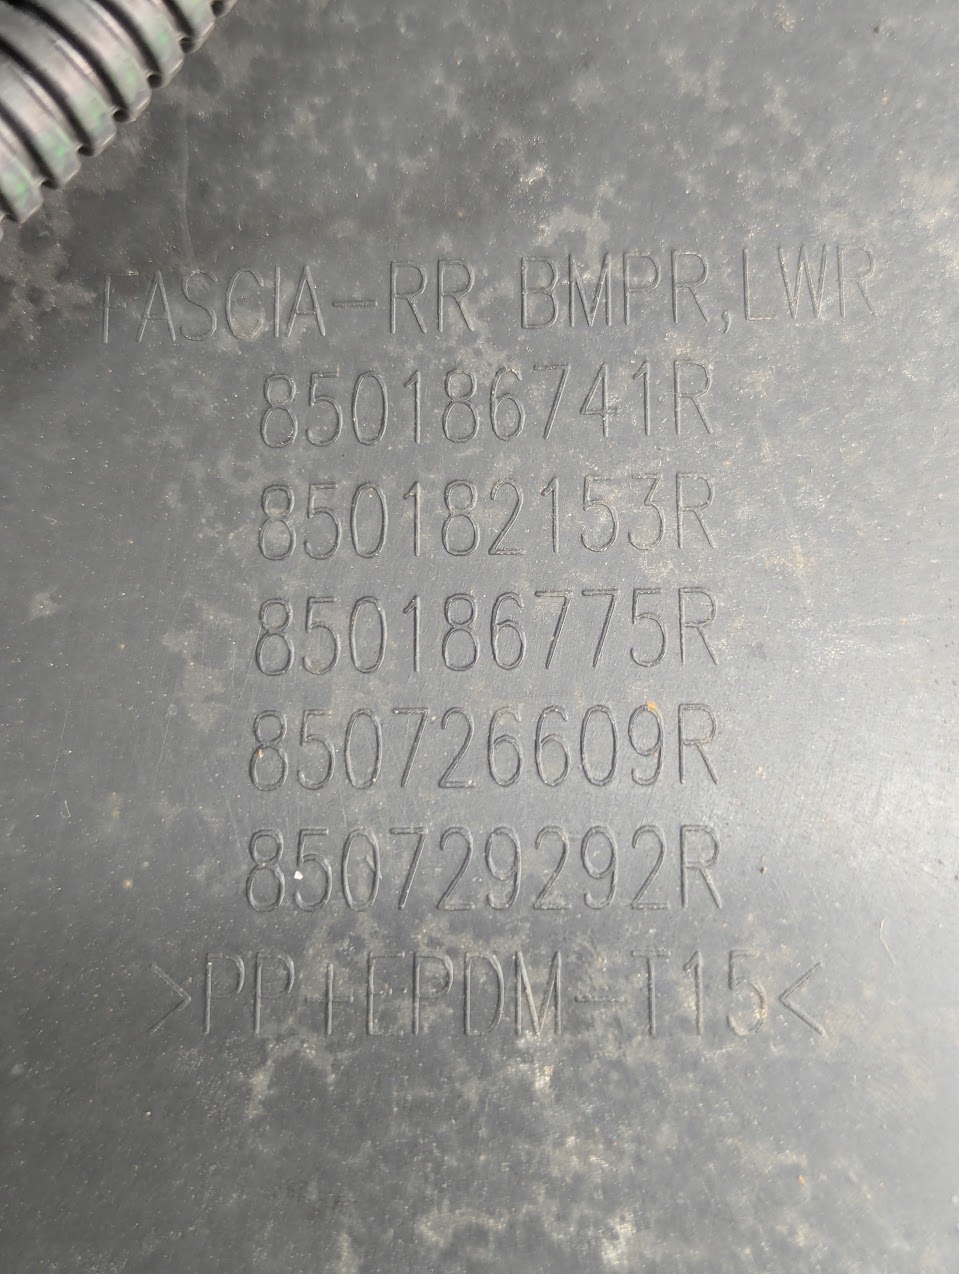 FASCIA-RR BMPR,LWR
850186741R
850182153R
850186775R
850726609R
850729292R
>PP+EPDM-T15<